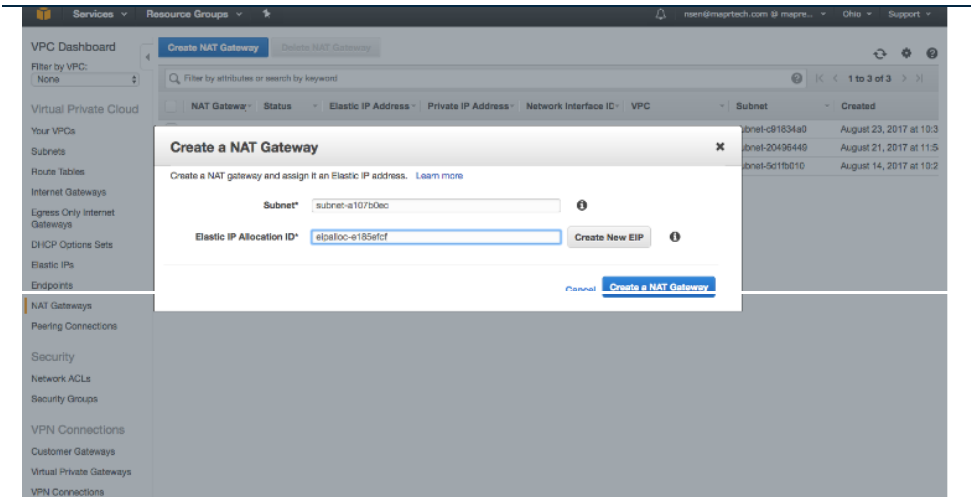 Services Resource Groups nsen@maprtech.com @ mapre... Ohio Support
VPC Dashboard
Filter by VPC:
None
Virtual Private Cloud
Your VPCs
Subnets
Route Tables
Internet Gateways
Egress Only Internet
Gateways
DHCP Options Sets
Elastic IPs
Endpoints
NAT Gateways
Peering Connections
Security
Network ACLs
Security Groups
VPN Connections
Customer Gateways
Virtual Private Gateways
VPN Connections
Create NAT Gateway Delete NAT Gateway
Filter by attributes or search by keyword 1 to 3 of 3
NAT Gateway Status Elastic IP Address Private IP Address Network Interface ID VPC Subnet Created
ubnet-c91834a0 August 23, 2017 at 10:3
ubnet-20496449 August 21, 2017 at 11:5
ubnet-5d1fb010 August 14, 2017 at 10:2
Create a NAT Gateway
Create a NAT gateway and assign it an Elastic IP address. Learn more
Subnet* subnet-a107b0ec
Elastic IP Allocation ID* eipalloc-e185efcf Create New EIP
Cancel Create a NAT Gateway